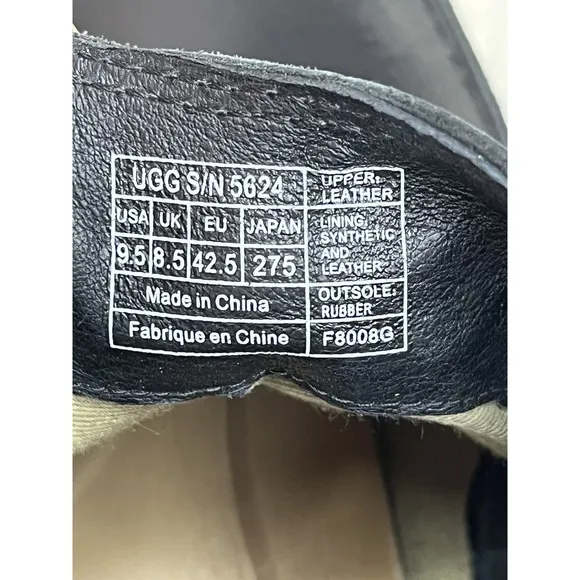 UGG S/N 5624
UPPER:
LEATHER
USA UK EU JAPAN
9.5 8.5 42.5 275
LINING:
SYNTHETIC
AND
LEATHER
Made in China
OUTSOLE:
RUBBER
Fabrique en Chine
F8008G